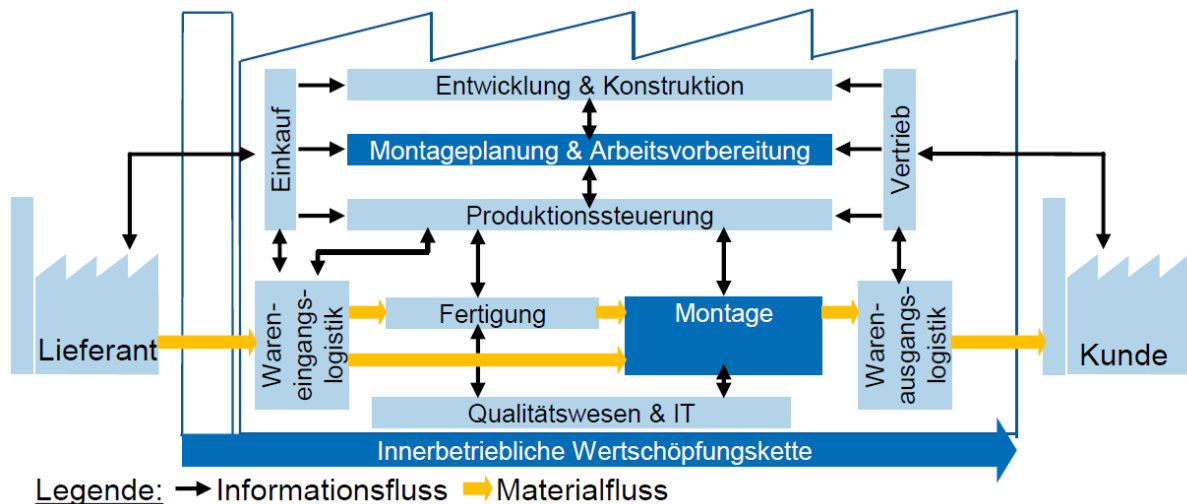 Entwicklung & Konstruktion
Einkauf
Montageplanung & Arbeitsvorbereitung
Vertrieb
Produktionssteuerung
Lieferant
Waren-
eingangs-
logistik
Fertigung
Montage
Waren-
ausgangs-
logistik
Kunde
Qualitätswesen & IT
Innerbetriebliche Wertschöpfungskette
Legende: Informationsfluss Materialfluss